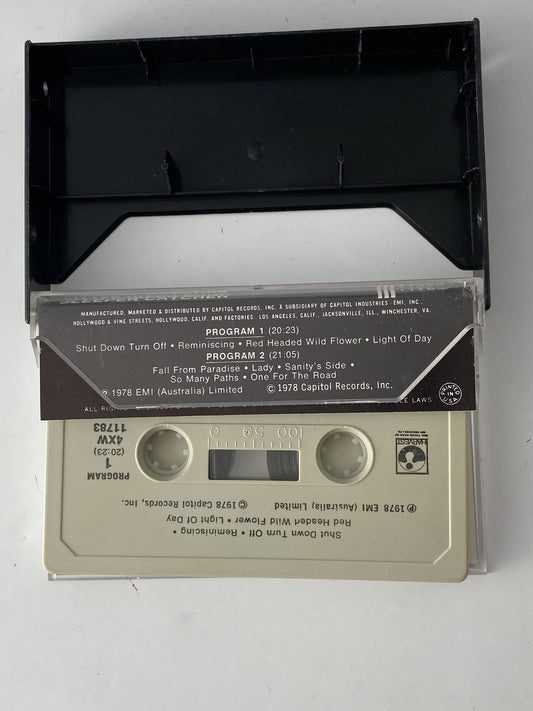 MANUFACTURED, MARKETED & DISTRIBUTED BY CAPITOL RECORDS, INC. A SUBSIDIARY OF CAPITOL INDUSTRIES EMI, INC.,
HOLLYWOOD & VINE STREETS, HOLLYWOOD, CALIF. AND FACTORIES: LOS ANGELES, CALIF., JACKSONVILLE, ILL., WINCHESTER, VA.
PROGRAM 1 (20:23)
Shut Down Turn Off • Reminiscing • Red Headed Wild Flower • Light Of Day
PROGRAM 2 (21:05)
Fall From Paradise • Lady • Sanity's Side •
So Many Paths • One For The Road
℗ 1978 EMI (Australia) Limited © 1978 Capitol Records, Inc.
PRINTED IN U.S.A.
ALL RIG
LE LAWS
HARVEST
0 50 100
PROGRAM
1
(20:23)
4XW
11783
Shut Down Turn Off • Reminiscing •
Red Headed Wild Flower • Light Of Day
℗ 1978 EMI (Australia) Limited © 1978 Capitol Records, Inc.